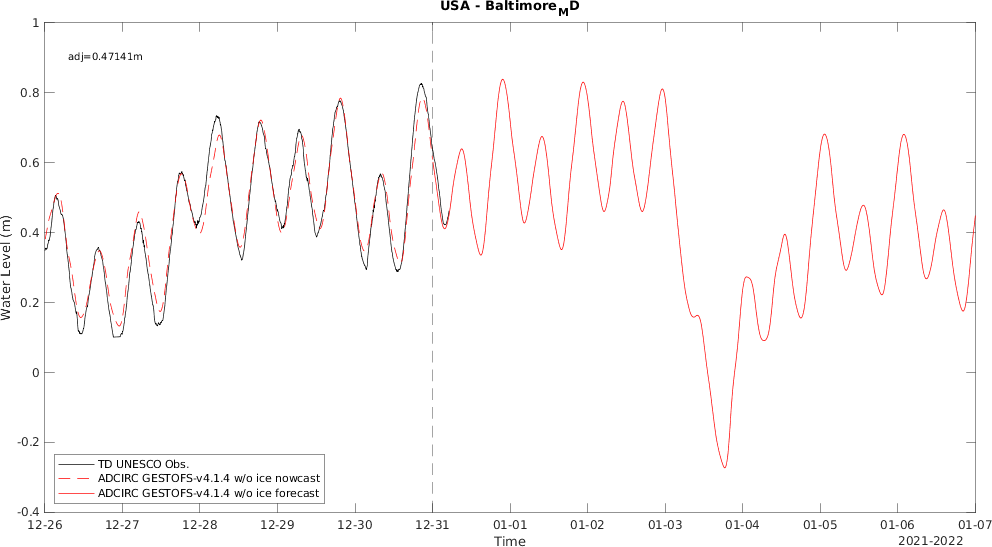 USA - Baltimore_MD
adj=0.47141m
1
0.8
0.6
0.4
0.2
0
-0.2
-0.4
Water Level (m)
TD UNESCO Obs.
ADCIRC GESTOFS-v4.1.4 w/o ice nowcast
ADCIRC GESTOFS-v4.1.4 w/o ice forecast
12-26 12-27 12-28 12-29 12-30 12-31 01-01 01-02 01-03 01-04 01-05 01-06 01-07
Time
2021-2022